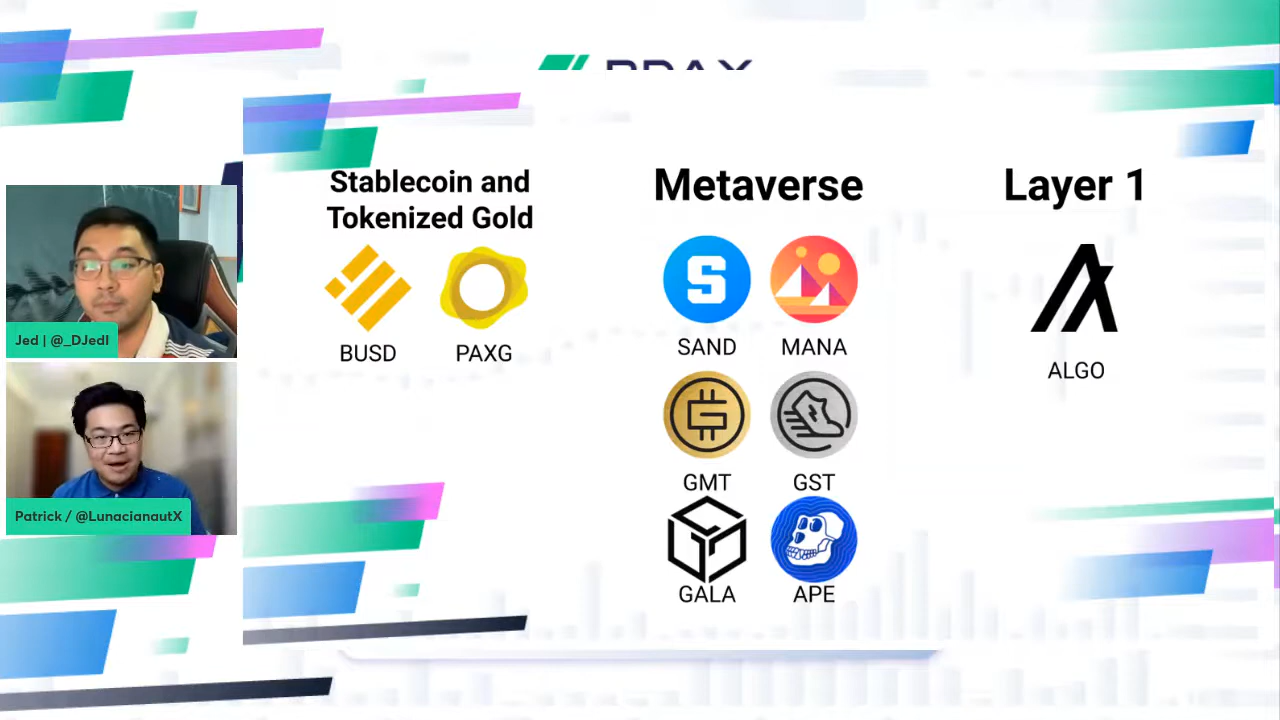 PDAX
Stablecoin and
Tokenized Gold
BUSD
PAXG
Metaverse
SAND
MANA
GMT
GST
GALA
APE
Layer 1
ALGO
Jed | @_DJedI
Patrick / @LunacianautX